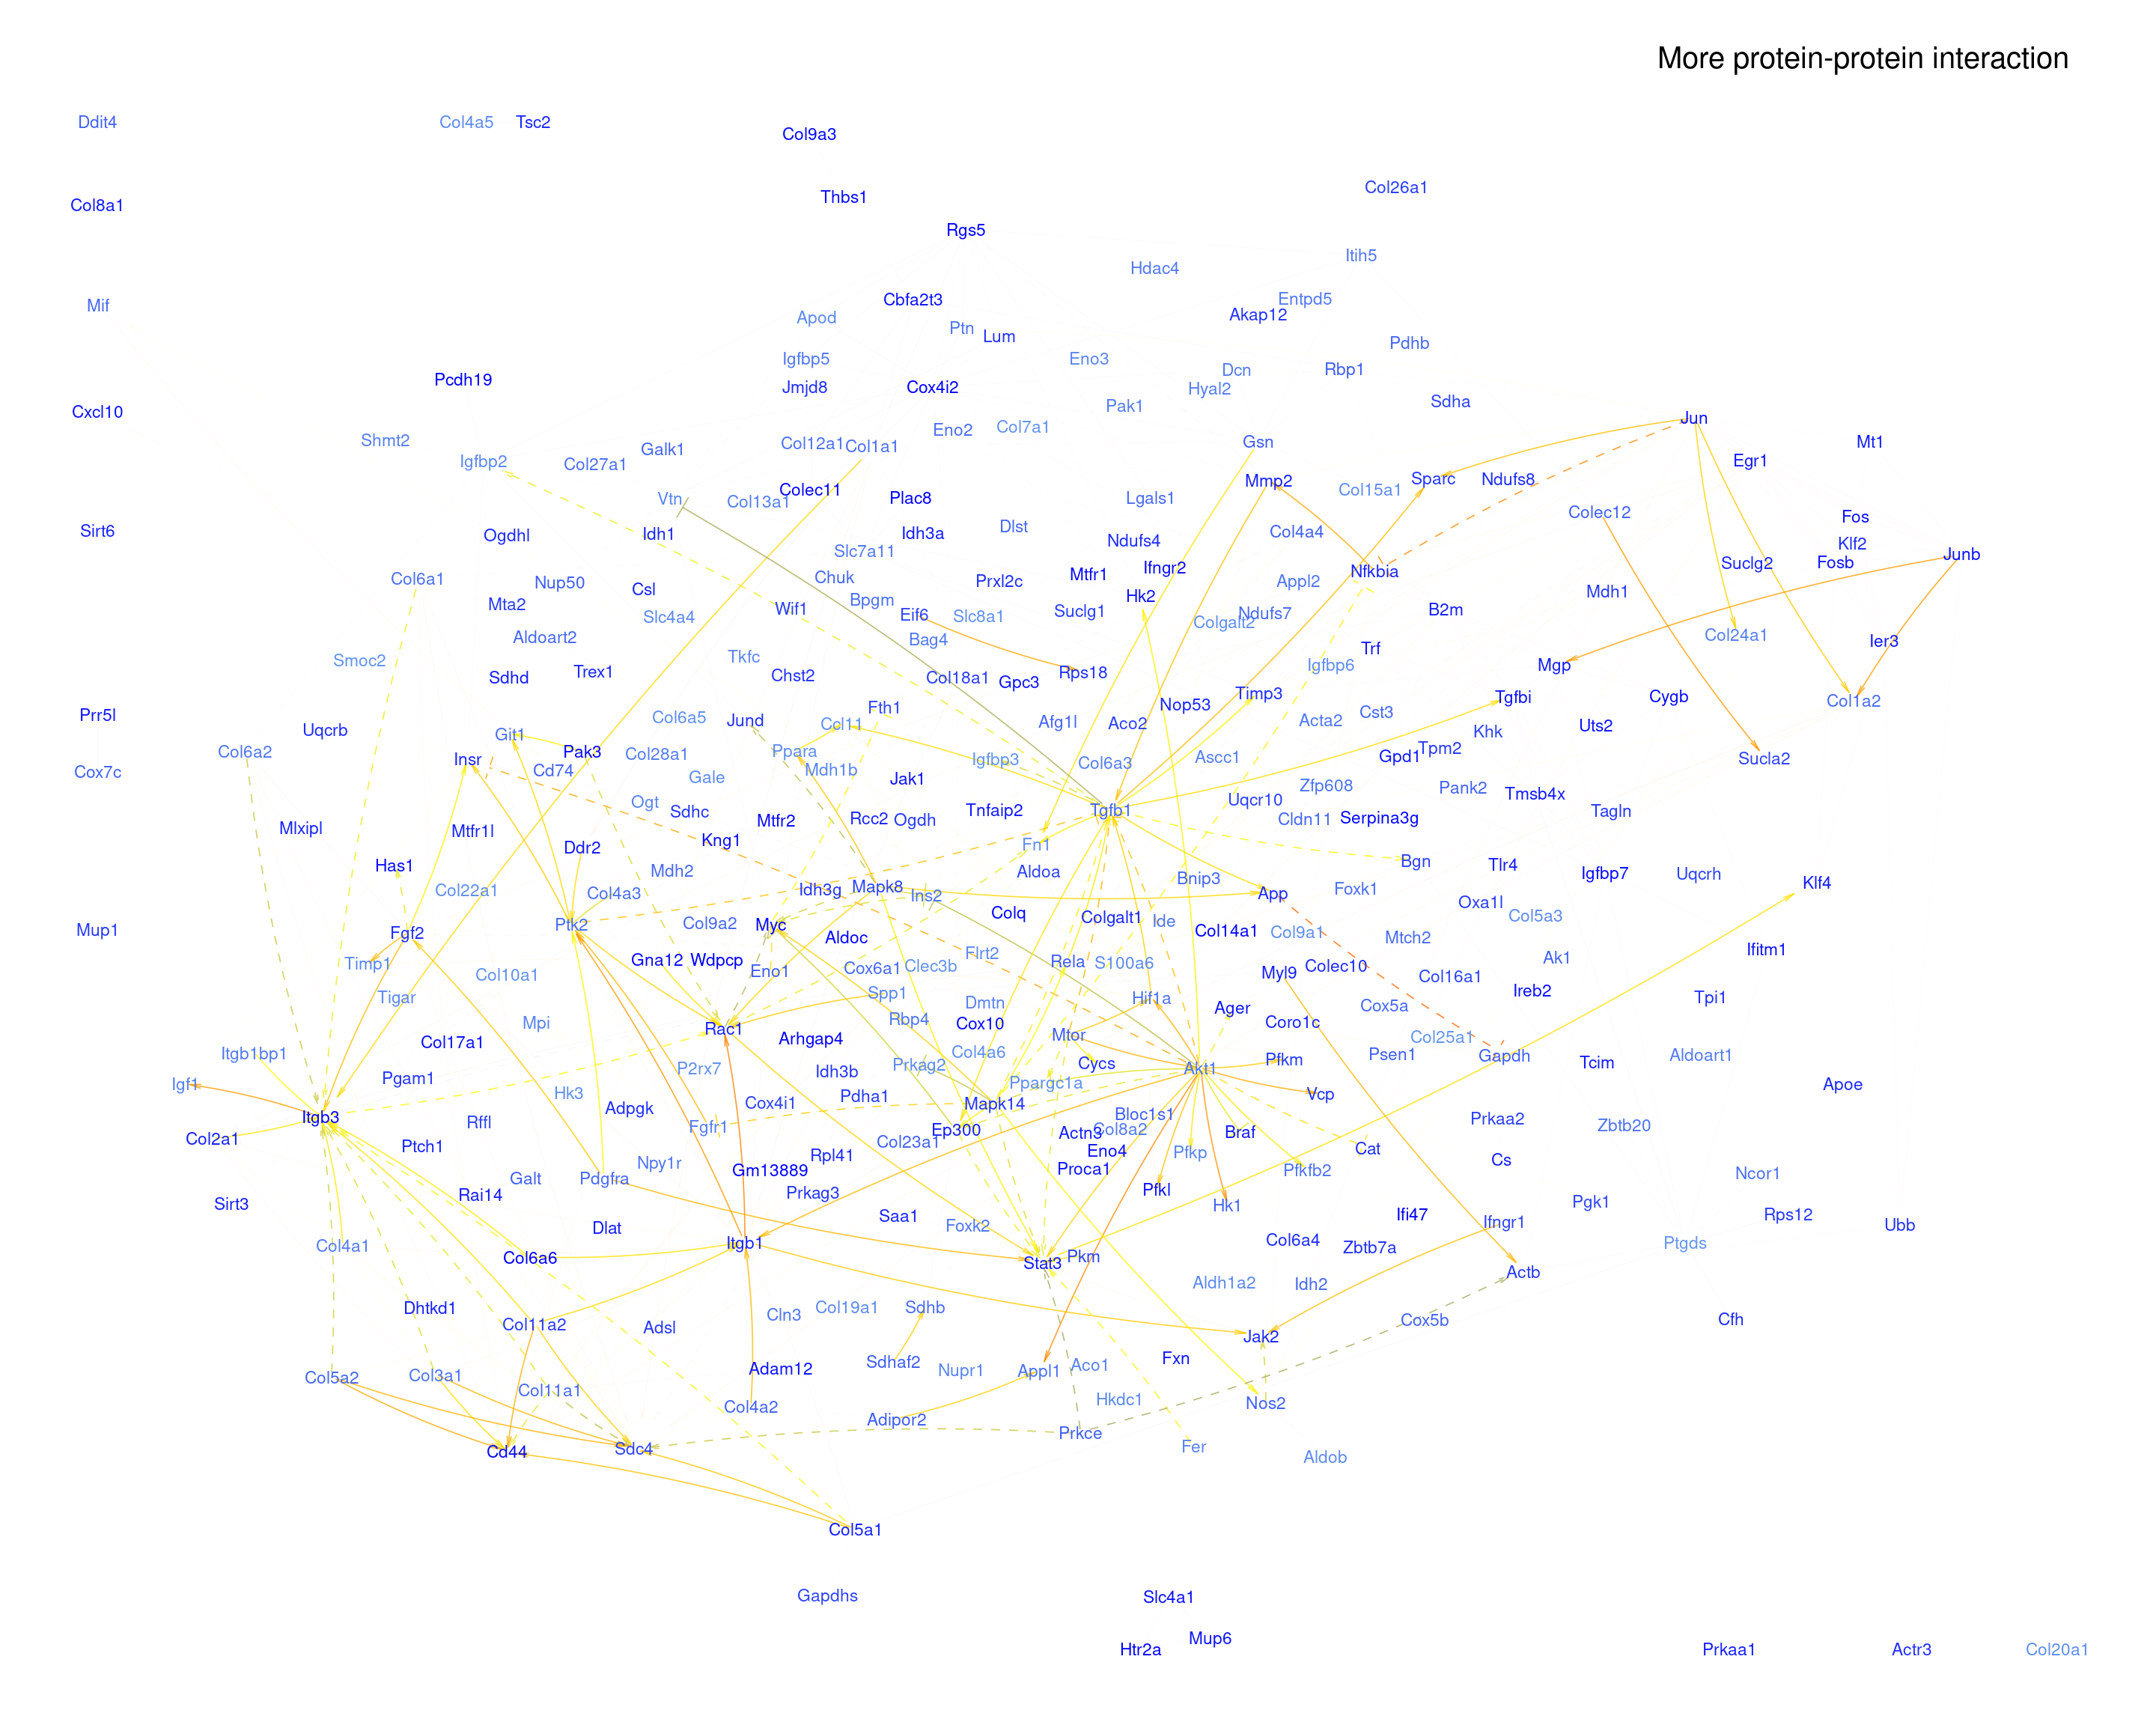 More protein-protein interaction
Ddit4
Col4a5
Tsc2
Col9a3
Col26a1
Thbs1
Col8a1
Rgs5
Itih5
Hdac4
Cbfa2t3
Entpd5
Mif
Akap12
Apod
Ptn
Lum
Pdhb
Igfbp5
Eno3
Dcn
Rbp1
Pcdh19
Jmjd8
Cox4i2
Hyal2
Sdha
Pak1
Cxcl10
Jun
Col7a1
Eno2
Shmt2
Galk1
Col12a1
Col1a1
Gsn
Mt1
Igfbp2
Col27a1
Egr1
Mmp2
Sparc
Ndufs8
Colec11
Col15a1
Vtn
Col13a1
Plac8
Lgals1
Colec12
Fos
Sirt6
Ogdhl
Idh1
Idh3a
Dlst
Col4a4
Ndufs4
Klf2
Slc7a11
Junb
Suclg2
Fosb
Ifngr2
Nfkbia
Mtfr1
Col6a1
Nup50
Chuk
Prxl2c
Appl2
Csl
Mdh1
Hk2
Bpgm
Mta2
Wif1
Suclg1
B2m
Slc4a4
Eif6
Slc8a1
Ndufs7
Colgalt2
Aldoart2
Bag4
Col24a1
Ier3
Trf
Smoc2
Tkfc
Igfbp6
Mgp
Sdhd
Trex1
Chst2
Col18a1
Gpc3
Rps18
Timp3
Tgfbi
Cygb
Col1a2
Nop53
Fth1
Prr5l
Col6a5
Jund
Ccl11
Afg1l
Aco2
Acta2
Cst3
Uts2
Uqcrb
Git1
Khk
Col6a2
Pak3
Col28a1
Ppara
Tpm2
Insr
Igfbp3
Col6a3
Ascc1
Gpd1
Sucla2
Cox7c
Cd74
Gale
Mdh1b
Jak1
Zfp608
Pank2
Tmsb4x
Ogt
Uqcr10
Sdhc
Tnfaip2
Tgfb1
Tagln
Mlxipl
Mtfr1l
Mtfr2
Rcc2
Ogdh
Cldn11
Serpina3g
Kng1
Ddr2
Fn1
Has1
Mdh2
Aldoa
Bgn
Tlr4
Igfbp7
Uqcrh
Bnip3
Klf4
Col22a1
Col4a3
Idh3g
Mapk8
Ins2
App
Foxk1
Oxa1l
Mup1
Fgf2
Ptk2
Col9a2
Myc
Aldoc
Colq
Colgalt1
Ide
Col14a1
Col9a1
Mtch2
Col5a3
Ifitm1
Timp1
Col10a1
Gna12
Wdpcp
Eno1
Cox6a1
Clec3b
Flrt2
Rela
S100a6
Myl9
Colec10
Col16a1
Ak1
Tigar
Spp1
Dmtn
Hif1a
Ager
Cox5a
Ireb2
Tpi1
Mpi
Rac1
Rbp4
Cox10
Coro1c
Mtor
Col25a1
Col17a1
Arhgap4
Itgb1bp1
Col4a6
Cycs
Pfkm
Psen1
Gapdh
Tcim
Aldoart1
P2rx7
Idh3b
Prkag2
Akt1
Igf1
Pgam1
Hk3
Ppargc1a
Apoe
Vcp
Pdha1
Cox4i1
Mapk14
Adpgk
Itgb3
Rffl
Fgfr1
Bloc1s1
Prkaa2
Zbtb20
Col2a1
Ep300
Actn3
Col8a2
Braf
Ptch1
Col23a1
Eno4
Pfkp
Cat
Cs
Rpl41
Npy1r
Gm13889
Proca1
Pfkfb2
Ncor1
Galt
Pdgfra
Rai14
Prkag3
Pfkl
Hk1
Pgk1
Sirt3
Saa1
Foxk2
Ifi47
Ifngr1
Rps12
Ubb
Dlat
Col4a1
Itgb1
Col6a4
Zbtb7a
Ptgds
Col6a6
Stat3
Pkm
Actb
Aldh1a2
Idh2
Dhtkd1
Col19a1
Sdhb
Cln3
Col11a2
Adsl
Cox5b
Cfh
Jak2
Fxn
Col5a2
Col3a1
Col11a1
Adam12
Sdhaf2
Nupr1
Appl1
Aco1
Col4a2
Adipor2
Hkdc1
Nos2
Prkce
Cd44
Sdc4
Fer
Aldob
Col5a1
Gapdhs
Slc4a1
Mup6
Htr2a
Prkaa1
Actr3
Col20a1